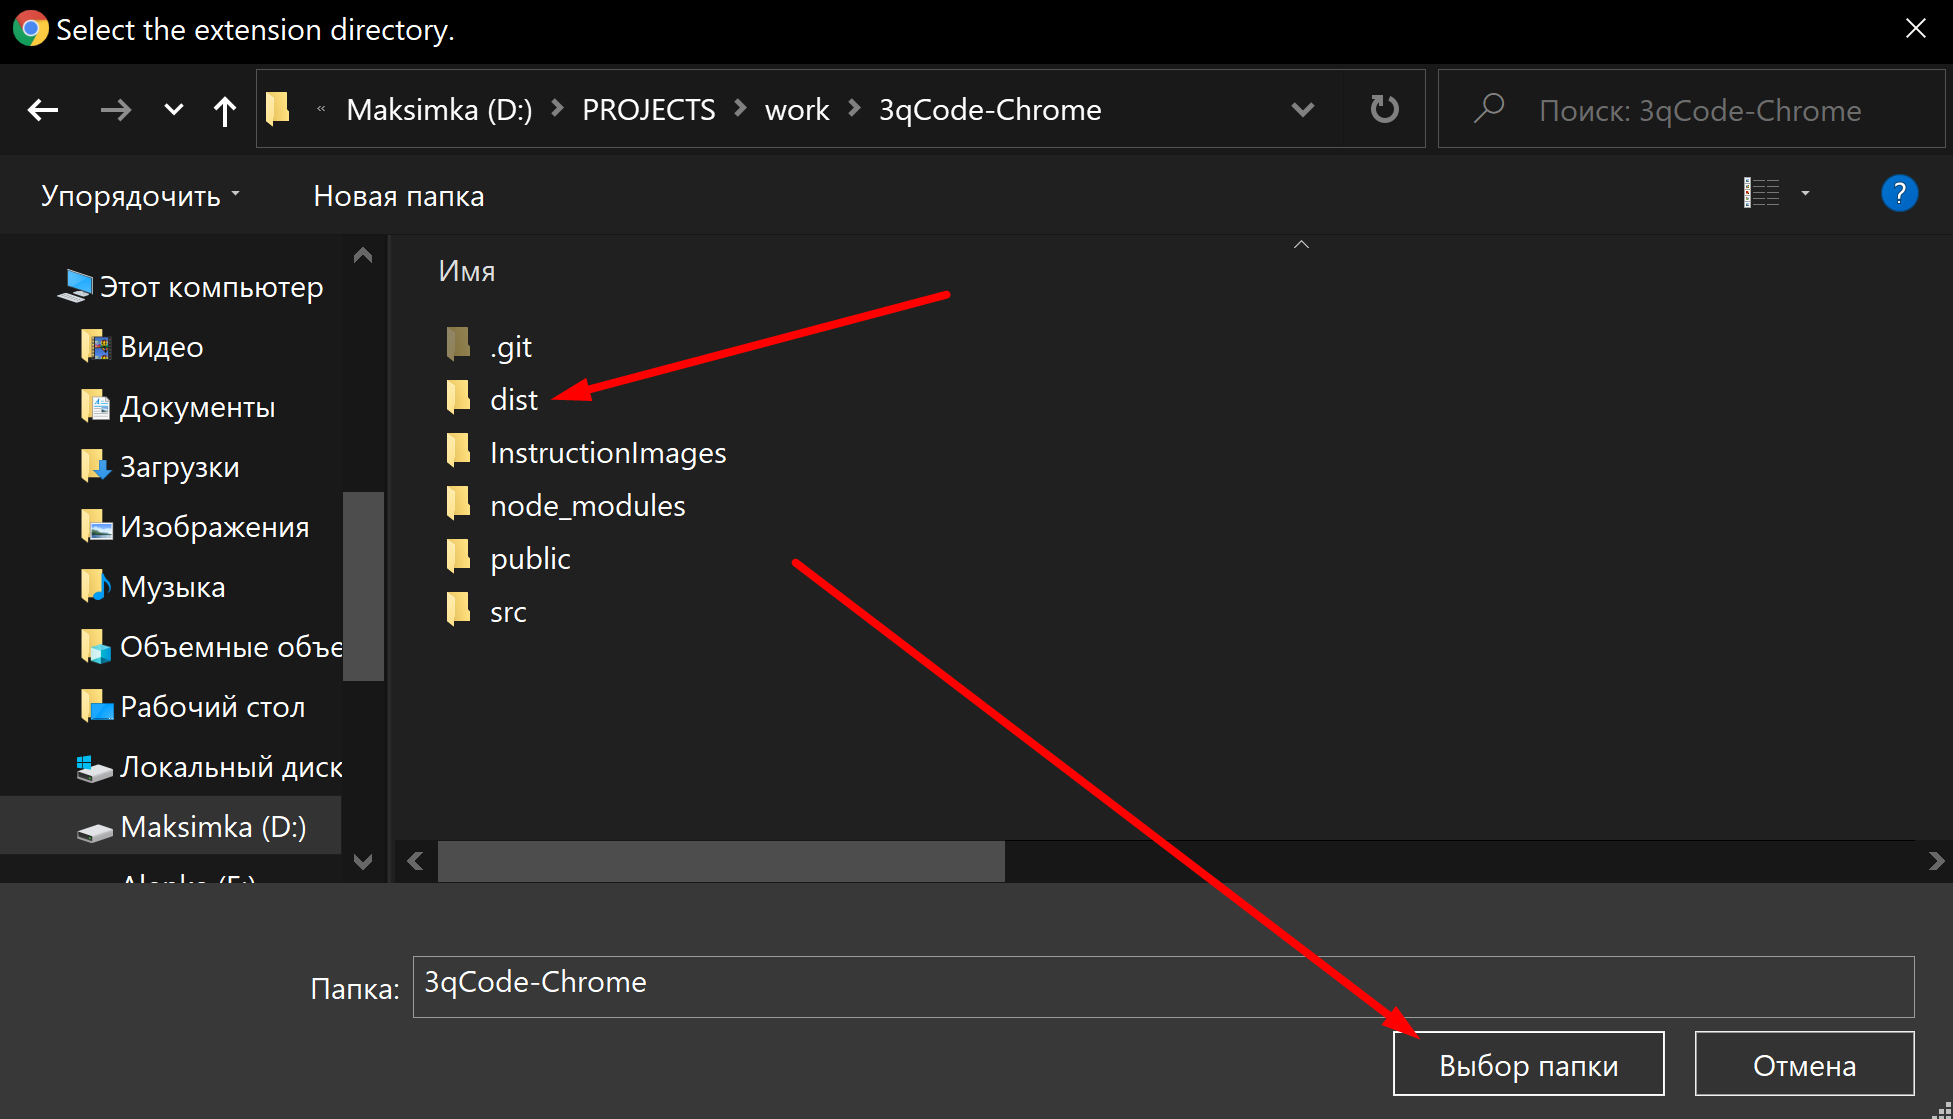 Select the extension directory.
« Maksimka (D:) > PROJECTS > work > 3qCode-Chrome
Поиск: 3qCode-Chrome
Упорядочить
Новая папка
?
Этот компьютер
Видео
Документы
Загрузки
Изображения
Музыка
Объемные объе
Рабочий стол
Локальный диск
Maksimka (D:)
Имя
.git
dist
InstructionImages
node_modules
public
src
Папка: 3qCode-Chrome
Выбор папки
Отмена